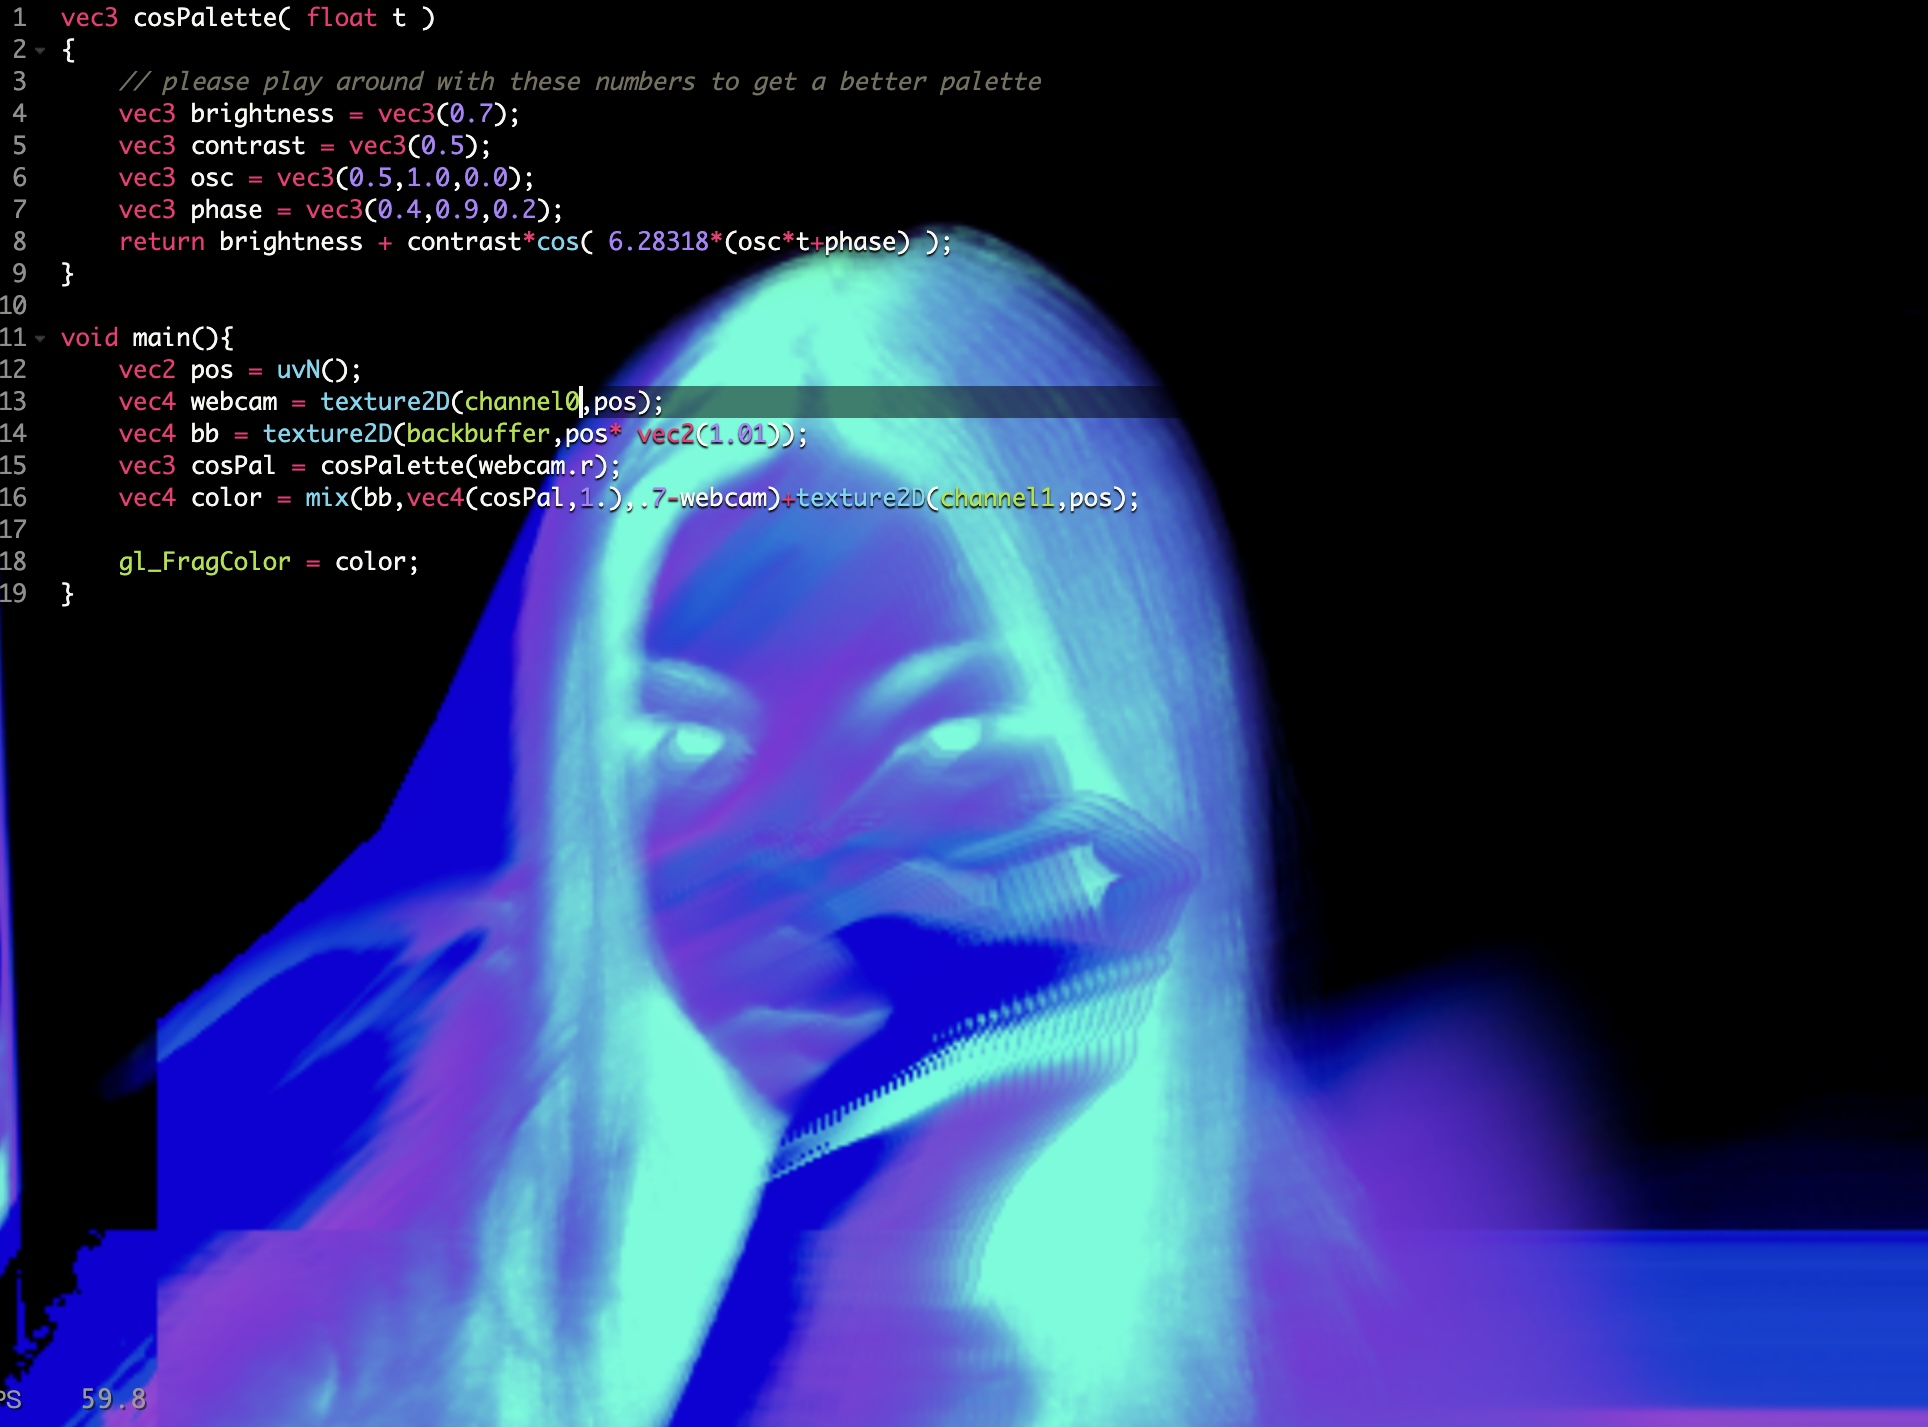 1 vec3 cosPalette( float t )
2 {
3 // please play around with these numbers to get a better palette
4 vec3 brightness = vec3(0.7);
5 vec3 contrast = vec3(0.5);
6 vec3 osc = vec3(0.5,1.0,0.0);
7 vec3 phase = vec3(0.4,0.9,0.2);
8 return brightness + contrast*cos( 6.28318*(osc*t+phase) );
9 }
10
11 void main(){
12 vec2 pos = uvN();
13 vec4 webcam = texture2D(channel0,pos);
14 vec4 bb = texture2D(backbuffer,pos* vec2(1.01));
15 vec3 cosPal = cosPalette(webcam.r);
16 vec4 color = mix(bb,vec4(cosPal,1.),.7-webcam)+texture2D(channel1,pos);
17
18 gl_FragColor = color;
19 }
PS 59.8